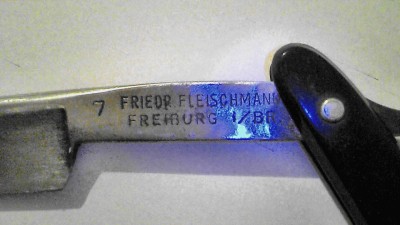 7 FRIEDR FLEISCHMANN
FREIBURG I/BR.